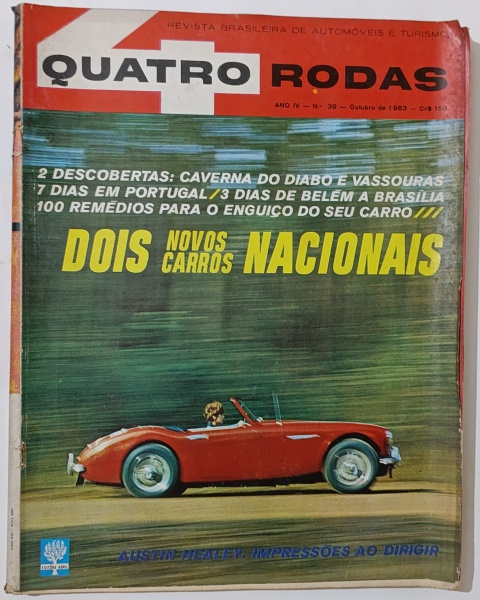 REVISTA BRASILEIRA DE AUTOMÓVEIS E TURISMO
4
QUATRO RODAS
ANO IV — N.º 39 — Outubro de 1963 — Cr$ 150
2 DESCOBERTAS: CAVERNA DO DIABO E VASSOURAS
7 DIAS EM PORTUGAL / 3 DIAS DE BELÉM A BRASÍLIA
100 REMÉDIOS PARA O ENGUIÇO DO SEU CARRO ///
DOIS NOVOS CARROS NACIONAIS
AUSTIN-HEALEY: IMPRESSÕES AO DIRIGIR
EDITÔRA ABRIL